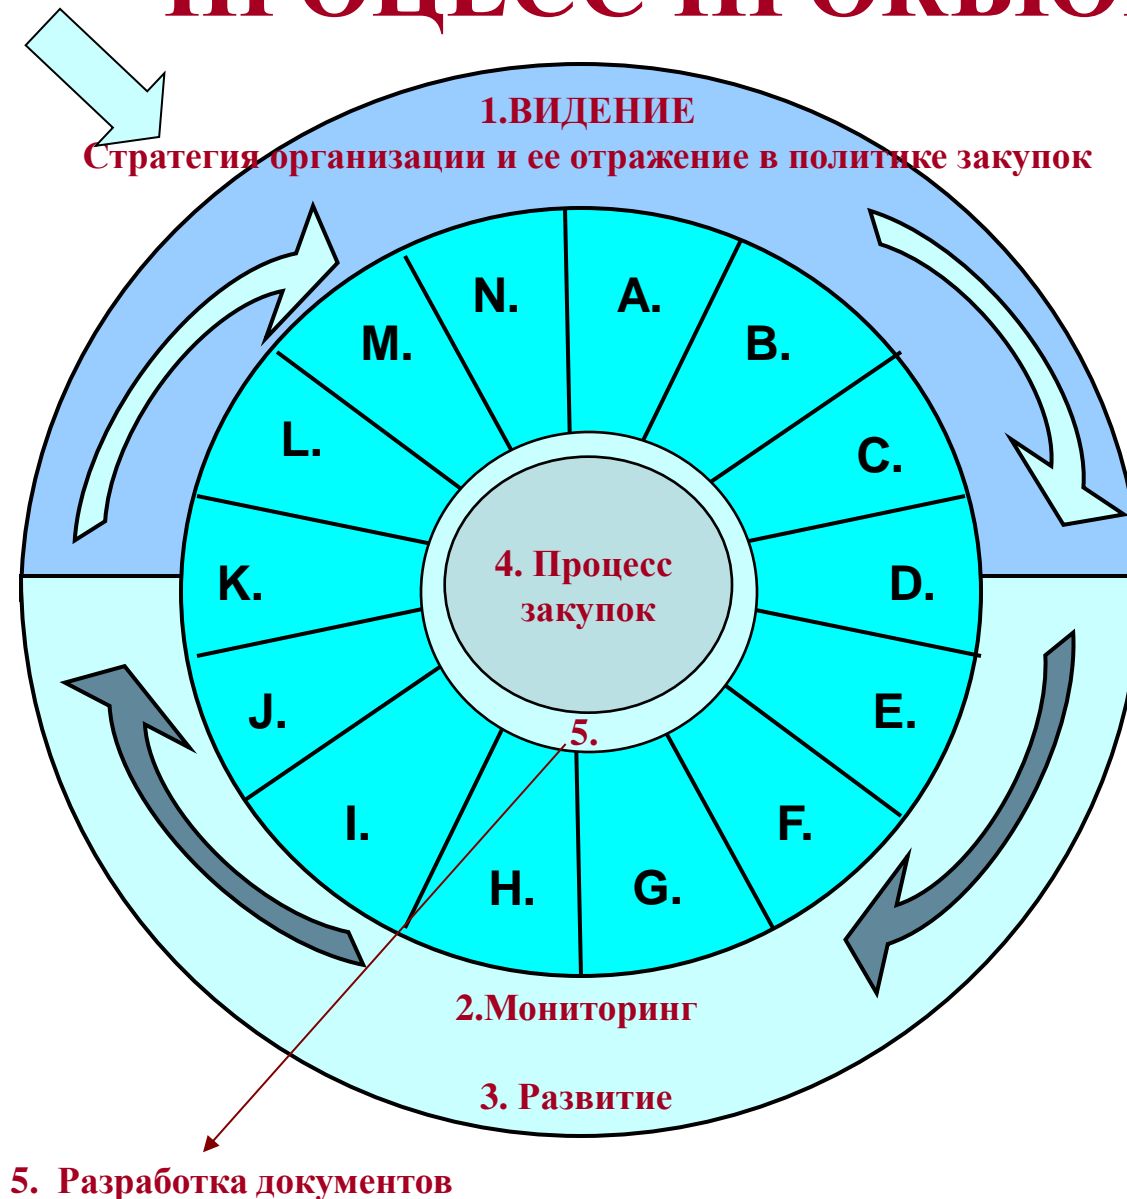 ПРОЦЕСС
1.ВИДЕНИЕ
Стратегия организации и ее отражение в политике закупок
N.
A.
M.
B.
L.
C.
K.
D.
4. Процесс
закупок
J.
E.
5.
I.
F.
H.
G.
2.Мониторинг
3. Развитие
5. Разработка документов